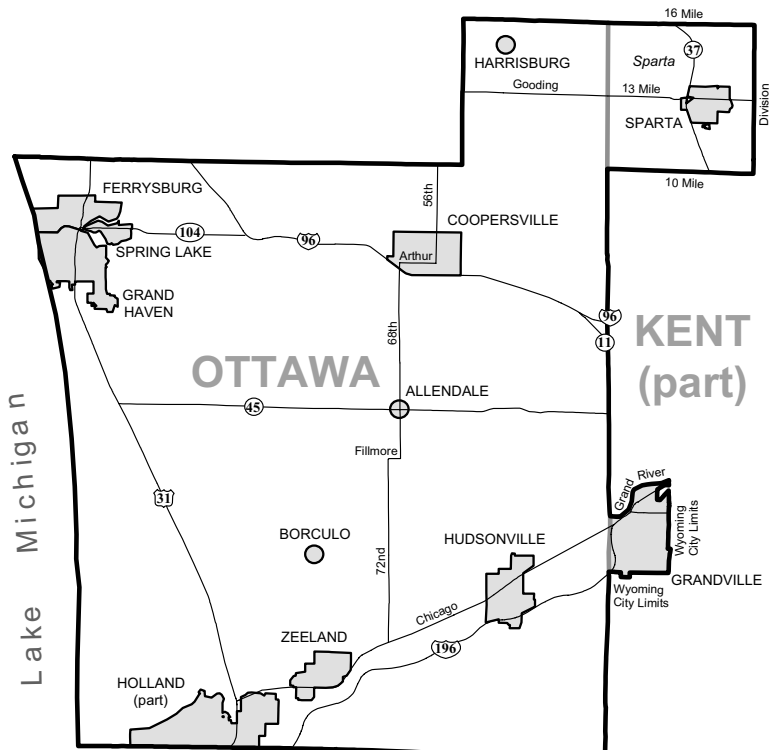 16 Mile
37
Sparta
HARRISBURG
Gooding
13 Mile
Division
SPARTA
10 Mile
FERRYSBURG
56th
COOPERSVILLE
104
96
SPRING LAKE
Arthur
GRAND
HAVEN
96
11
68th
KENT
(part)
OTTAWA
ALLENDALE
45
Lake Michigan
Fillmore
31
Grand River
Wyoming
City Limits
BORCULO
HUDSONVILLE
72nd
GRANDVILLE
Wyoming
City Limits
Chicago
ZEELAND
196
HOLLAND
(part)